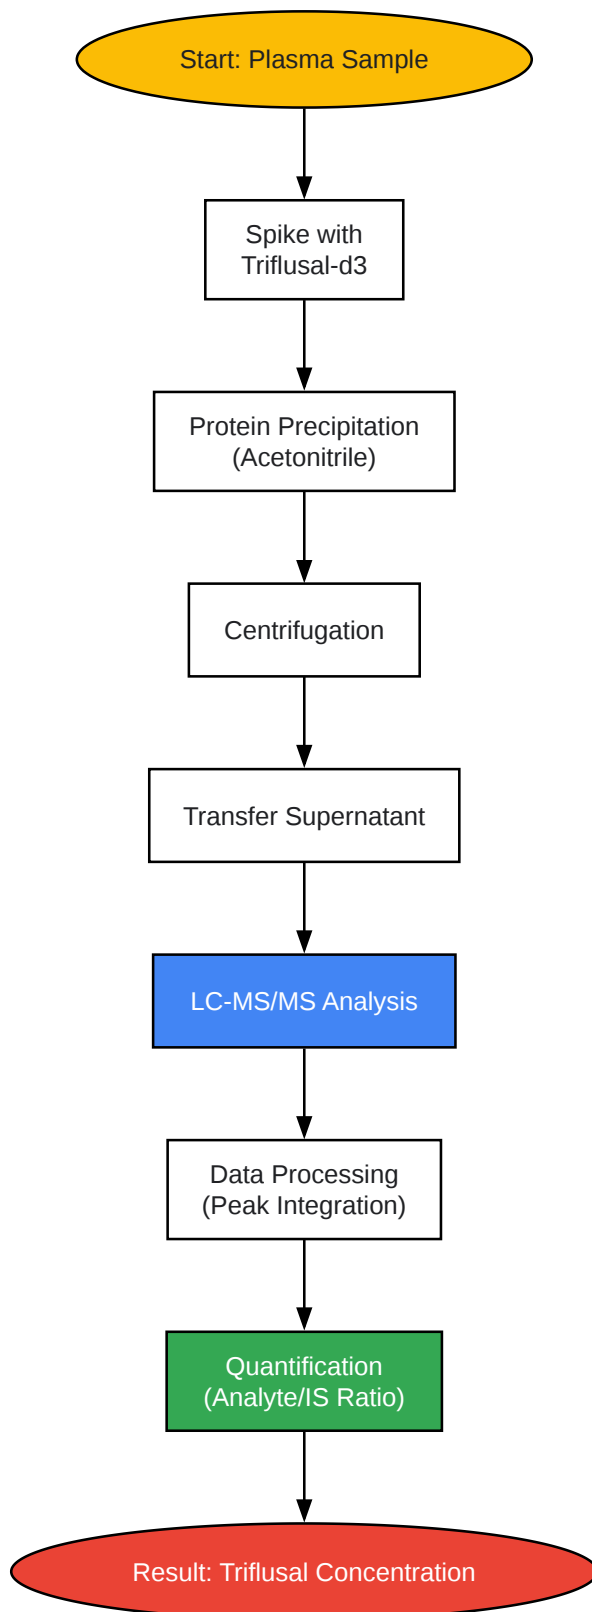 Start: Plasma Sample
Spike with
Triflusal-d3
Protein Precipitation
(Acetonitrile)
Centrifugation
Transfer Supernatant
LC-MS/MS Analysis
Data Processing
(Peak Integration)
Quantification
(Analyte/IS Ratio)
Result: Triflusal Concentration